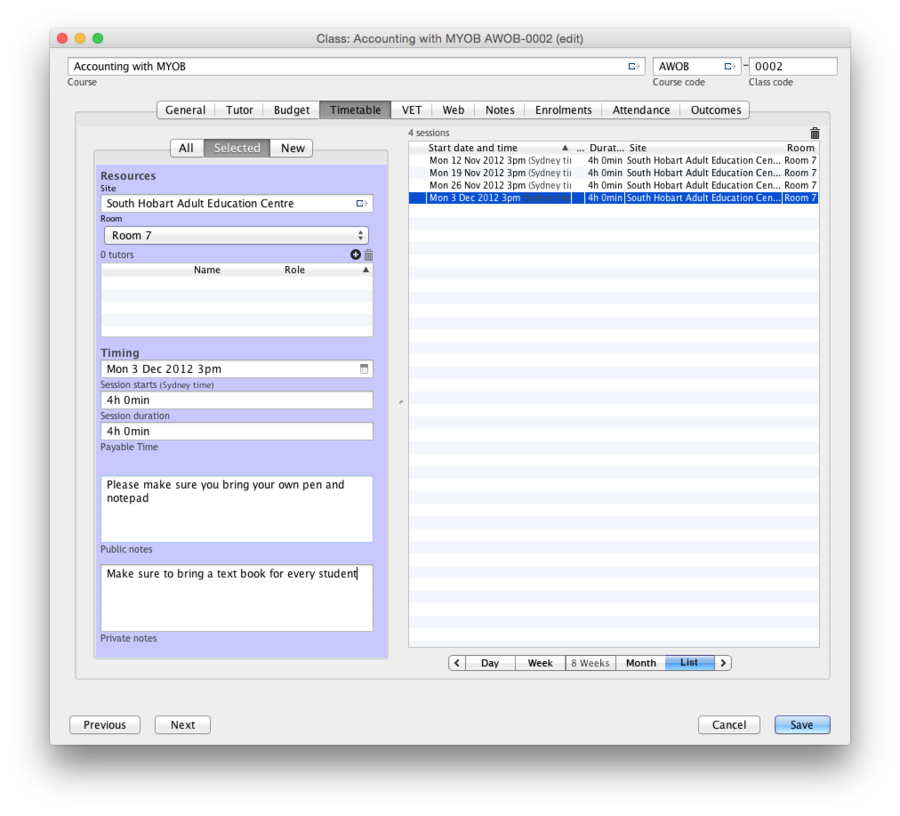 Class: Accounting with MYOB AWOB-0002 (edit)
Accounting with MYOB
AWOB - 0002
Course
Course code
Class code
General Tutor Budget Timetable VET Web Notes Enrolments Attendance Outcomes
All Selected New
Resources
Site
South Hobart Adult Education Centre
Room
Room 7
0 tutors
Name Role
Timing
Mon 3 Dec 2012 3pm
Session starts (Sydney time)
4h 0min
Session duration
4h 0min
Payable Time
Please make sure you bring your own pen and
notepad
Public notes
Make sure to bring a text book for every student
Private notes
4 sessions
Start date and time ... Durat... Site Room
Mon 12 Nov 2012 3pm (Sydney ti 4h 0min South Hobart Adult Education Cen... Room 7
Mon 19 Nov 2012 3pm (Sydney ti 4h 0min South Hobart Adult Education Cen... Room 7
Mon 26 Nov 2012 3pm (Sydney ti 4h 0min South Hobart Adult Education Cen... Room 7
Mon 3 Dec 2012 3pm 4h 0min South Hobart Adult Education Cen... Room 7
< Day Week 8 Weeks Month List >
Previous Next Cancel Save